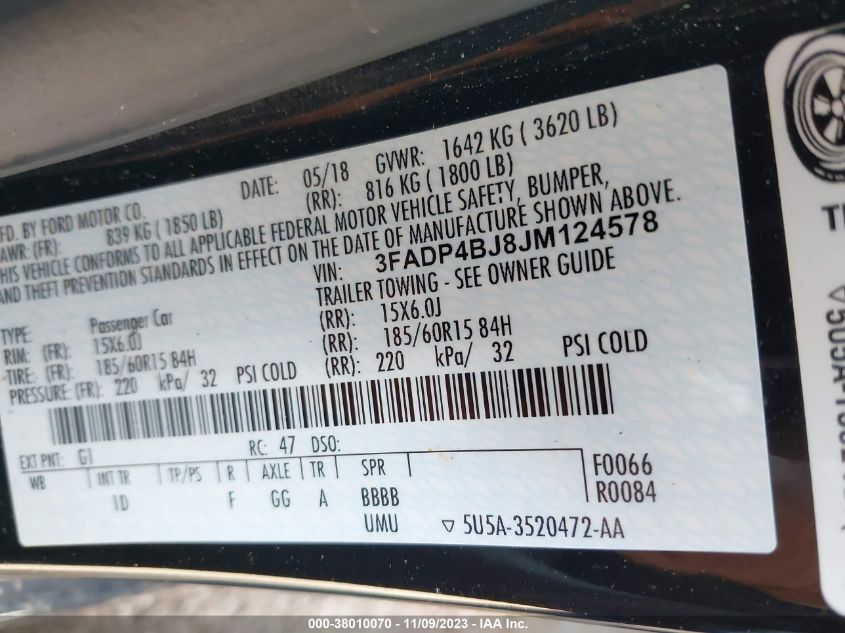 FD. BY FORD MOTOR CO. DATE: 05/18 GVWR: 1642 KG ( 3620 LB)
AWR: (FR): 839 KG ( 1850 LB) (RR): 816 KG ( 1800 LB)
THIS VEHICLE CONFORMS TO ALL APPLICABLE FEDERAL MOTOR VEHICLE SAFETY, BUMPER,
AND THEFT PREVENTION STANDARDS IN EFFECT ON THE DATE OF MANUFACTURE SHOWN ABOVE.
VIN: 3FADP4BJ8JM124578
TYPE: Passenger Car TRAILER TOWING - SEE OWNER GUIDE
RIM: (FR): 15X6.0J (RR): 15X6.0J
TIRE: (FR): 185/60R15 84H (RR): 185/60R15 84H
PRESSURE: (FR): 220 kPa/ 32 PSI COLD (RR): 220 kPa/ 32 PSI COLD
EXT PNT: G1 RC: 47 DSO:
WB INT TR TP/PS R AXLE TR SPR F0066
1D F GG A BBBB R0084
UMU ▽ 5U5A-3520472-AA
000-38010070 - 11/09/2023 - IAA Inc.